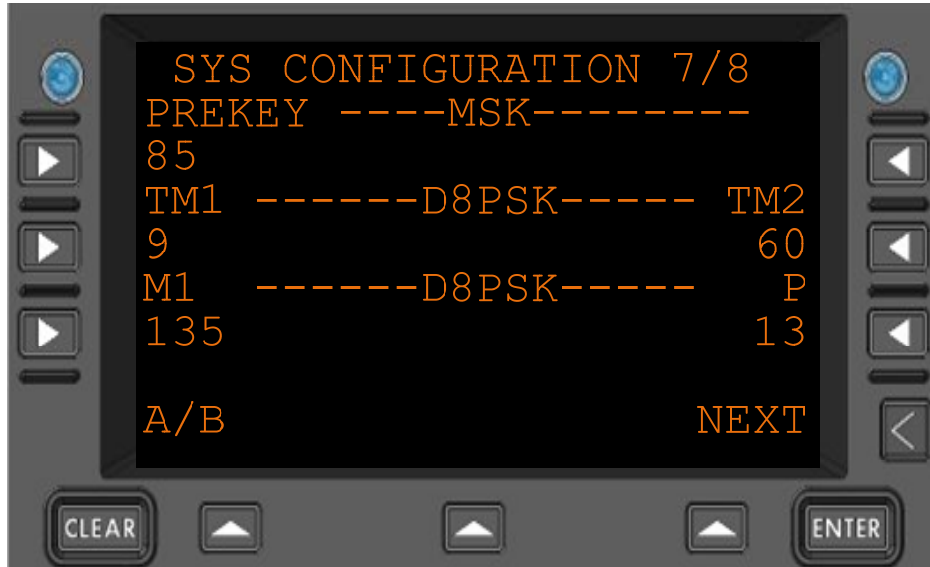 SYS CONFIGURATION 7/8
PREKEY ----MSK--------
85
TM1 ------D8PSK----- TM2
9 60
M1 ------D8PSK----- P
135 13
A/B NEXT
CLEAR ENTER